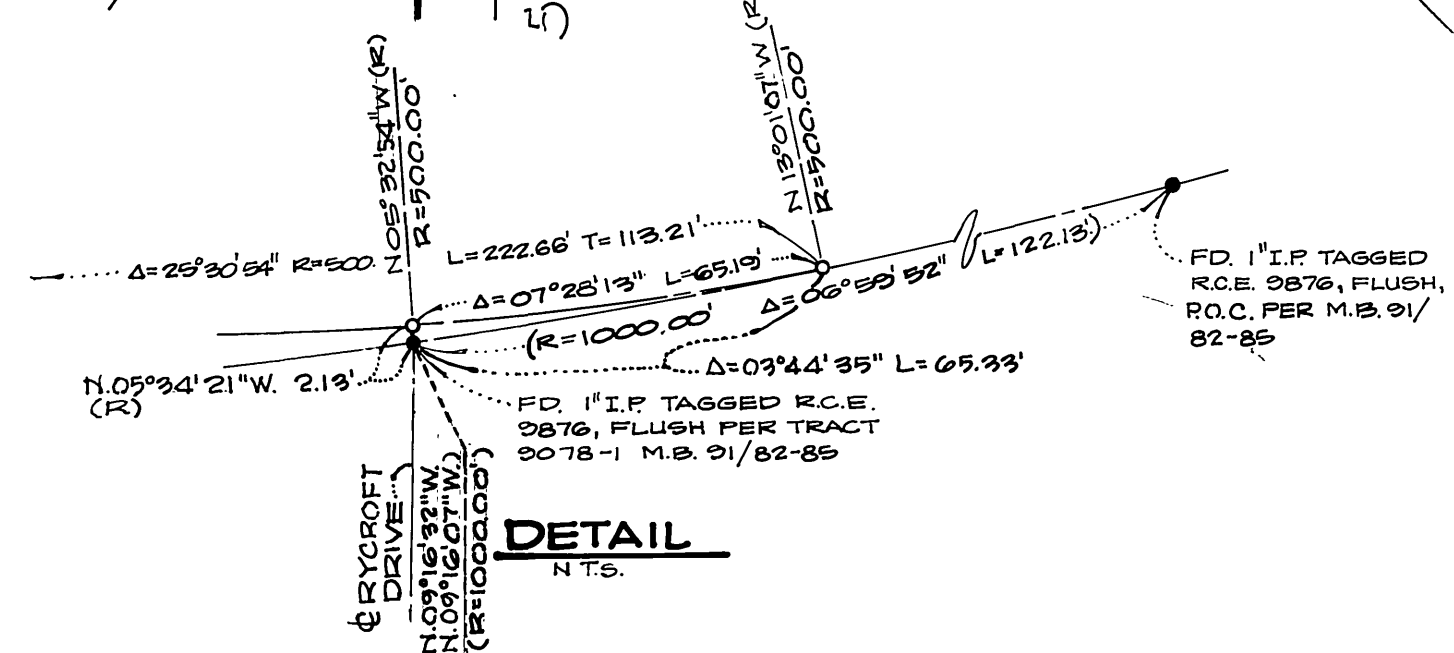 N 05° 32' 54" W (R)
R=500.00'
N 13° 01' 07" W (R
R=500.00'
L=222.66' T=113.21'
Δ=25°30'54" R=500.
Δ=07°28'13" L=65.19'
Δ=06°59'52" L=122.13')
FD. 1" I.P. TAGGED
R.C.E. 9876, FLUSH,
P.O.C. PER M.B. 91/
82-85
(R=1000.00'
Δ=03°44'35" L=65.33'
N.05°34'21"W. 2.13'
(R)
FD. 1" I.P. TAGGED R.C.E.
9876, FLUSH PER TRACT
9078-1 M.B. 91/82-85
℄ RYCROFT
DRIVE
N.09°16'32"W.
N.09°16'07"W.)
(R=1000.00')
DETAIL
N.T.S.